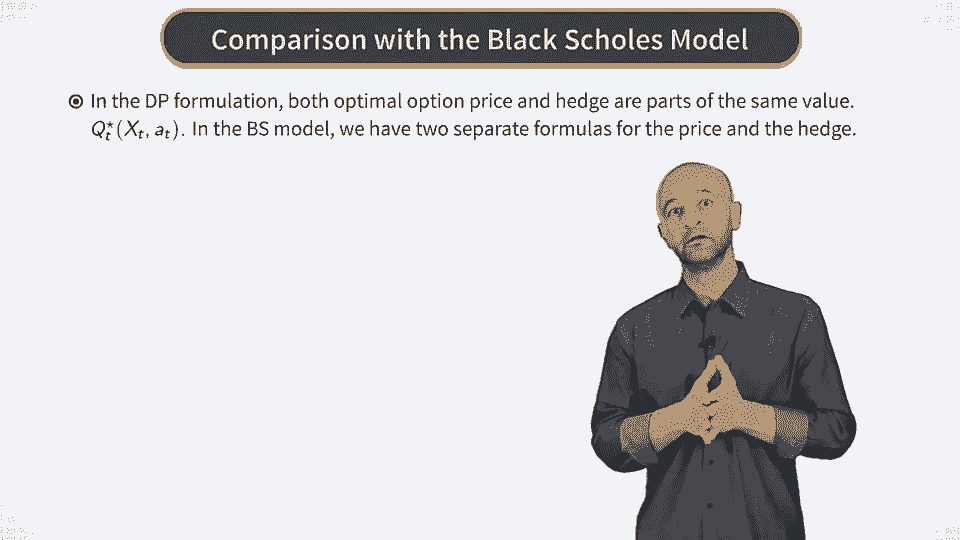 Comparison with the Black Scholes Model
In the DP formulation, both optimal option price and hedge are parts of the same value.
Q*_t(X_t, a_t). In the BS model, we have two separate formulas for the price and the hedge.